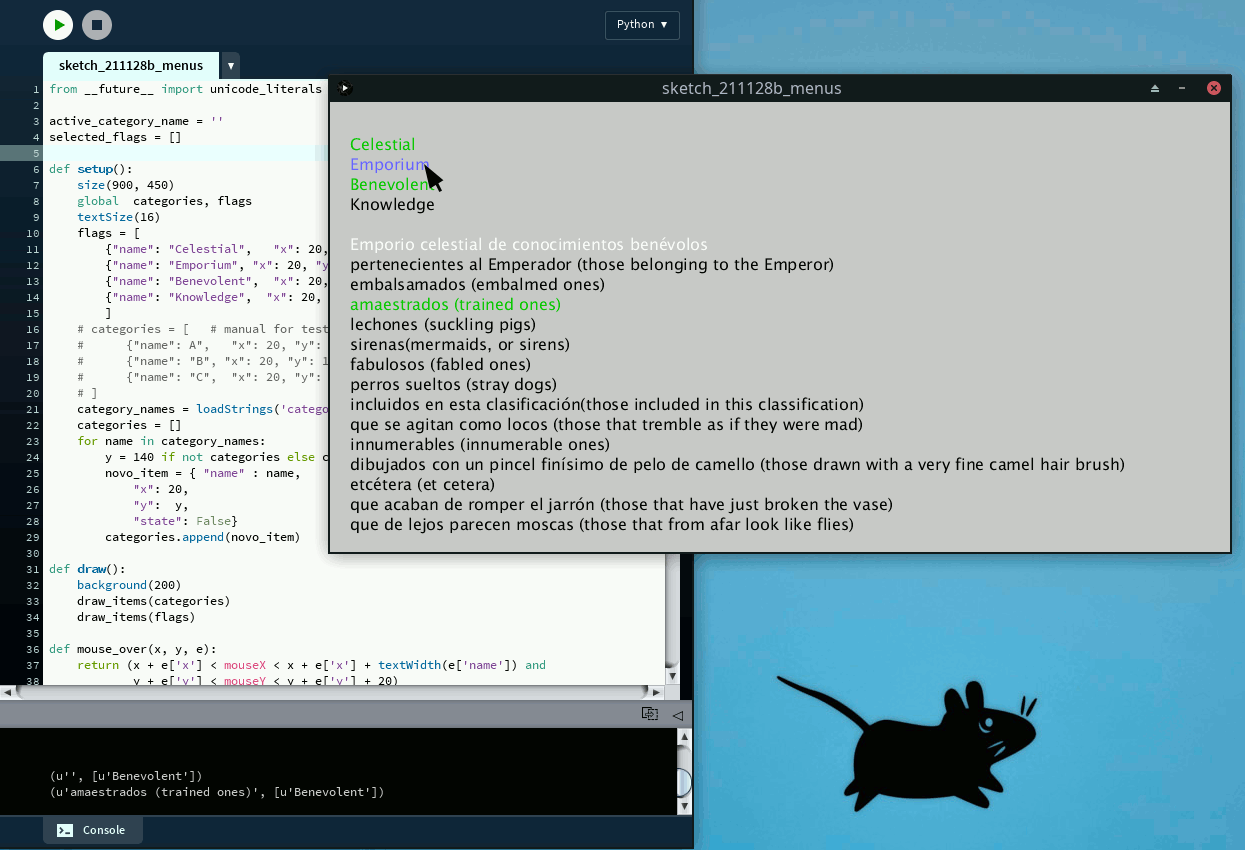 Python ▼
sketch_211128b_menus ▼
1 from __future__ import unicode_literals
2
3 active_category_name = ''
4 selected_flags = []
5
6 def setup():
7 size(900, 450)
8 global categories, flags
9 textSize(16)
10 flags = [
11 {"name": "Celestial", "x": 20,
12 {"name": "Emporium", "x": 20, "y
13 {"name": "Benevolent", "x": 20,
14 {"name": "Knowledge", "x": 20,
15 ]
16 # categories = [ # manual for test
17 # {"name": A", "x": 20, "y":
18 # {"name": "B", "x": 20, "y": 1
19 # {"name": "C", "x": 20, "y":
20 # ]
21 category_names = loadStrings('catego
22 categories = []
23 for name in category_names:
24 y = 140 if not categories else c
25 novo_item = { "name" : name,
26 "x": 20,
27 "y": y,
28 "state": False}
29 categories.append(novo_item)
30
31 def draw():
32 background(200)
33 draw_items(categories)
34 draw_items(flags)
35
36 def mouse_over(x, y, e):
37 return (x + e['x'] < mouseX < x + e['x'] + textWidth(e['name']) and
38 y + e['y'] < mouseY < y + e['y'] + 20)
(u'', [u'Benevolent'])
(u'amaestrados (trained ones)', [u'Benevolent'])
Console
sketch_211128b_menus
Celestial
Emporium
Benevolen
Knowledge
Emporio celestial de conocimientos benévolos
pertenecientes al Emperador (those belonging to the Emperor)
embalsamados (embalmed ones)
amaestrados (trained ones)
lechones (suckling pigs)
sirenas(mermaids, or sirens)
fabulosos (fabled ones)
perros sueltos (stray dogs)
incluidos en esta clasificación(those included in this classification)
que se agitan como locos (those that tremble as if they were mad)
innumerables (innumerable ones)
dibujados con un pincel finísimo de pelo de camello (those drawn with a very fine camel hair brush)
etcétera (et cetera)
que acaban de romper el jarrón (those that have just broken the vase)
que de lejos parecen moscas (those that from afar look like flies)